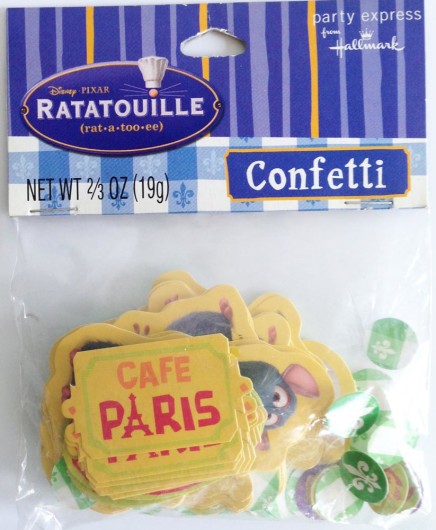 party express
from
Hallmark
Disney · PIXAR
RATATOUILLE
(rat•a•too•ee)
Confetti
NET WT 2/3 OZ (19g)
CAFE
PARIS
PARIS